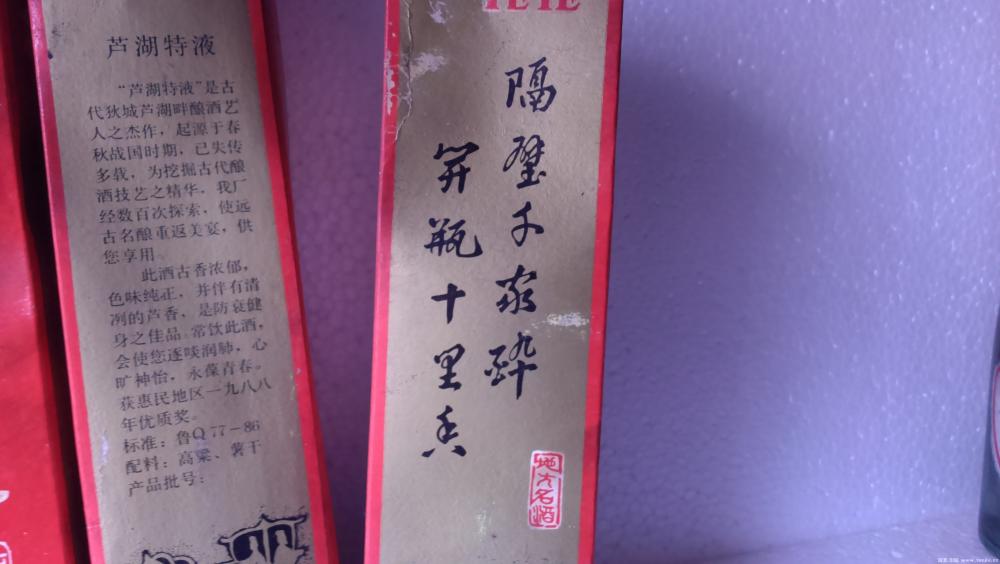 芦湖特液
“芦湖特液”是古
代狄城芦湖畔酿酒艺
人之杰作，起源于春
秋战国时期，已失传
多载，为挖掘古代酿
酒技艺之精华，我厂
经数百次探索，使远
古名酿重返美宴，供
您享用。
此酒古香浓郁，
色味纯正，并伴有清
冽的芦香，是防衰健
身之佳品。常饮此酒，
会使您逐啖润肺，心
旷神怡，永葆青春。
获惠民地区一九八八
年优质奖。
标准：鲁Q 77－86
配料：高粱、薯干
产品批号：
TEYE
隔壁千家醉
开瓶十里香
地方名酒